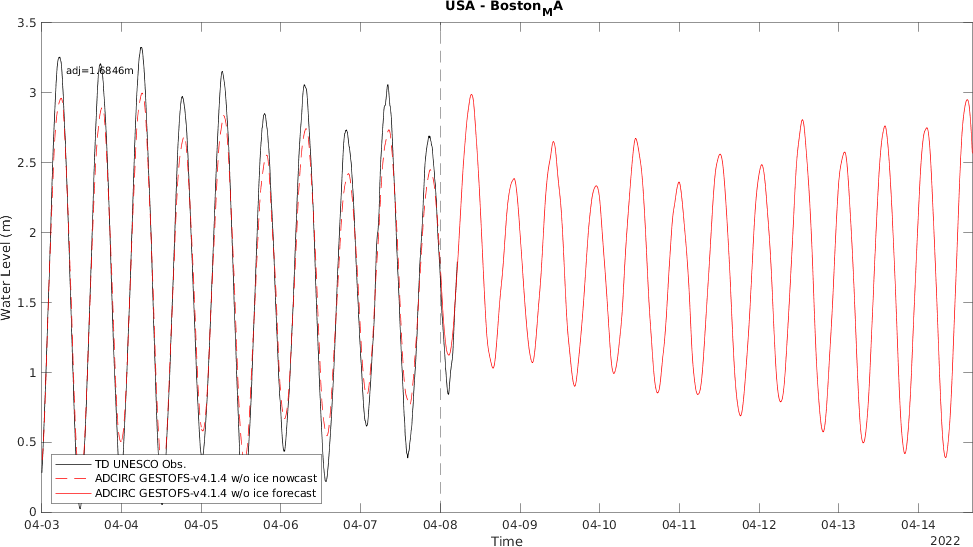 USA - Boston_MA
3.5
adj=1.6846m
3
2.5
2
1.5
1
0.5
0
Water Level (m)
TD UNESCO Obs.
ADCIRC GESTOFS-v4.1.4 w/o ice nowcast
ADCIRC GESTOFS-v4.1.4 w/o ice forecast
04-03 04-04 04-05 04-06 04-07 04-08 04-09 04-10 04-11 04-12 04-13 04-14
Time
2022